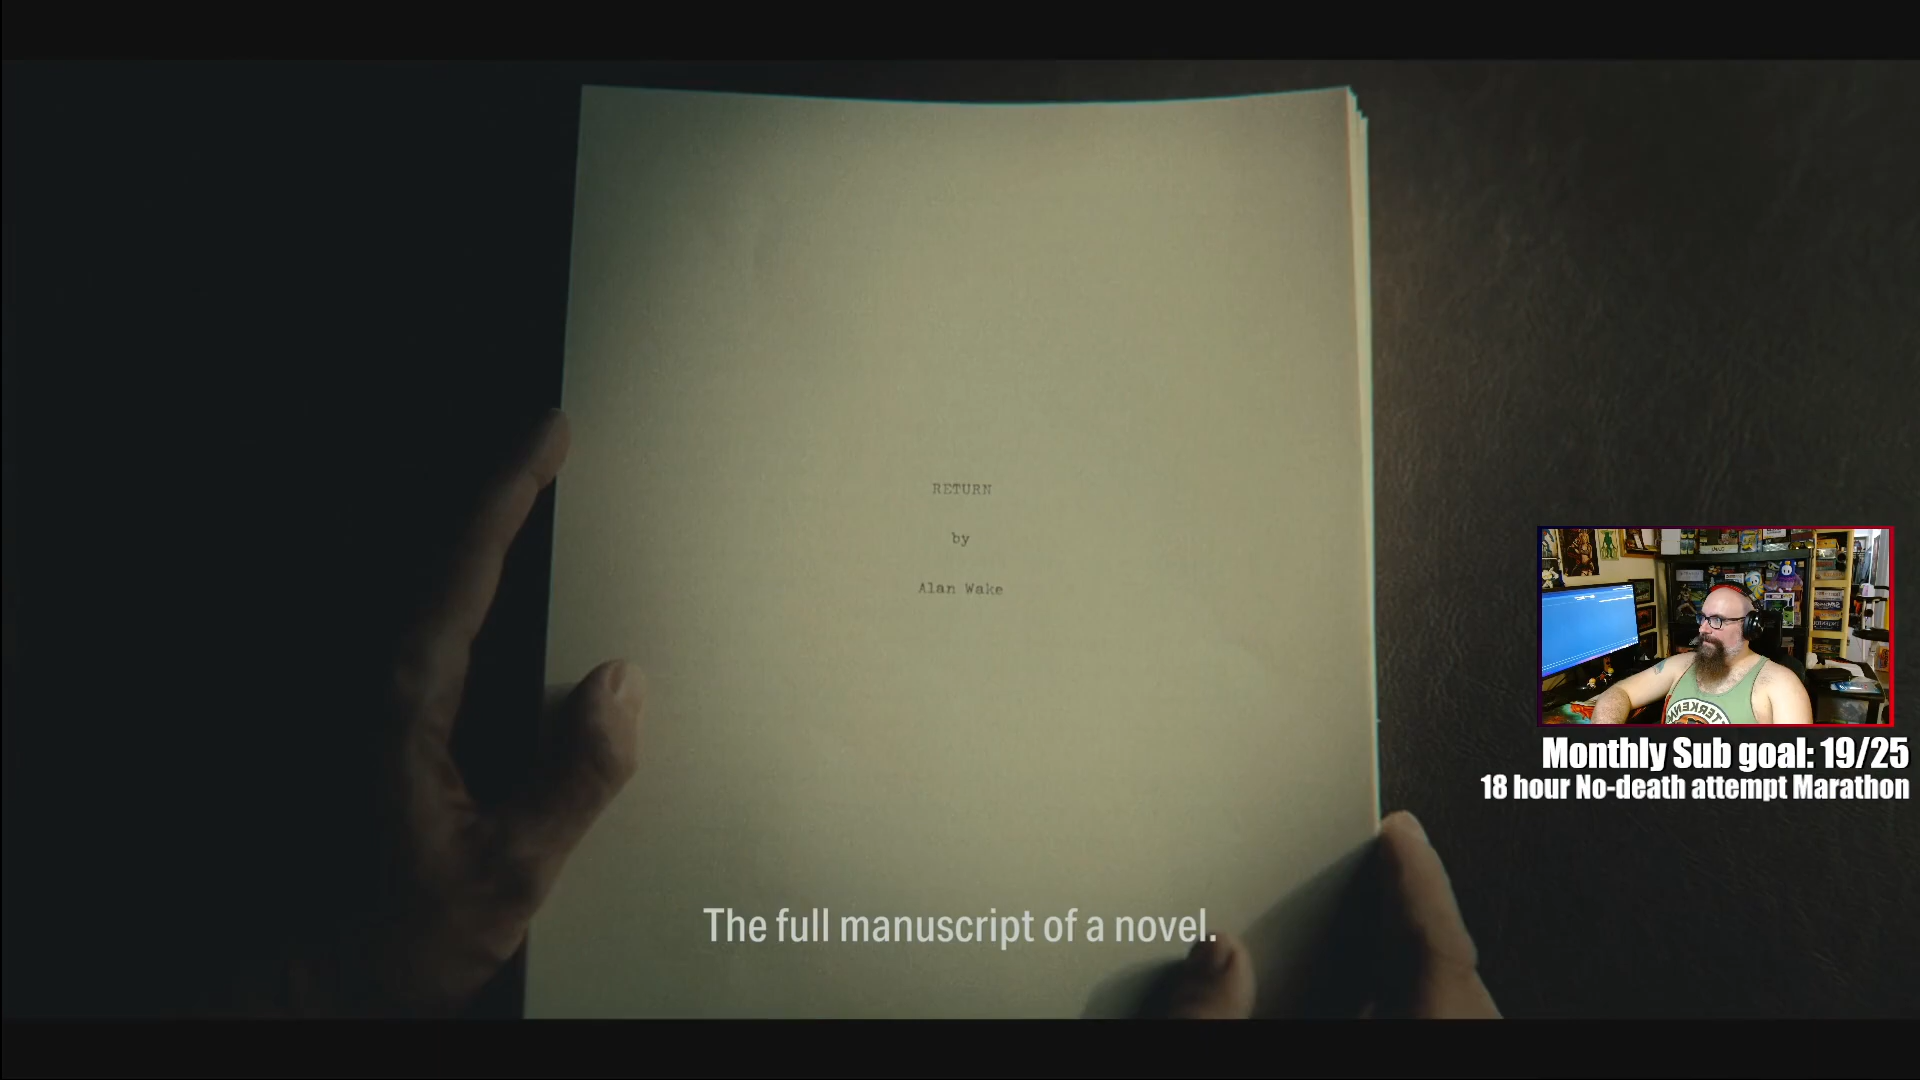 RETURN
by
Alan Wake
The full manuscript of a novel.
Monthly Sub goal: 19/25
18 hour No-death attempt Marathon